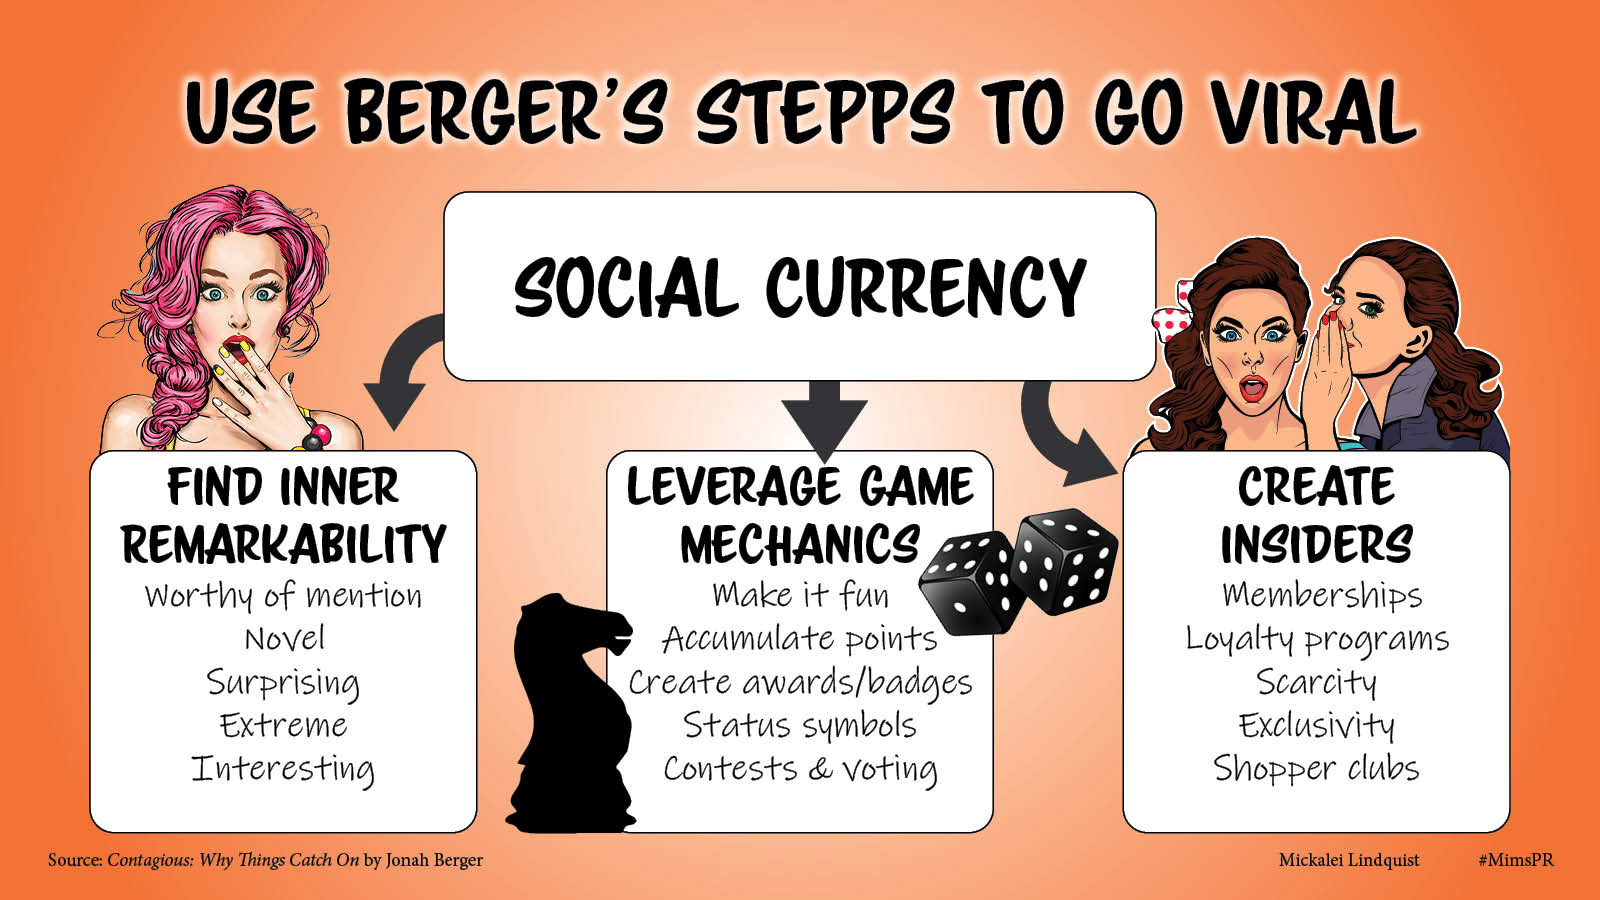 USE BERGER'S STEPPS TO GO VIRAL
SOCIAL CURRENCY
FIND INNER
REMARKABILITY
Worthy of mention
Novel
Surprising
Extreme
Interesting
LEVERAGE GAME
MECHANICS
Make it fun
Accumulate points
Create awards/badges
Status symbols
Contests & voting
CREATE
INSIDERS
Memberships
Loyalty programs
Scarcity
Exclusivity
Shopper clubs
Source: Contagious: Why Things Catch On by Jonah Berger
Mickalei Lindquist
#MimsPR